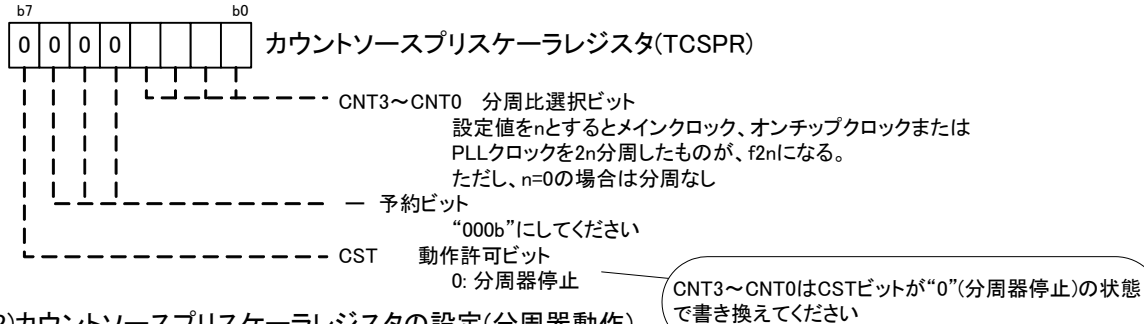 b7 b0
0 0 0 0 カウントソースプリスケーラレジスタ(TCSPR)
CNT3～CNT0 分周比選択ビット
設定値をnとするとメインクロック、オンチップクロックまたは
PLLクロックを2n分周したものが、f2nになる。
ただし、n=0の場合は分周なし
― 予約ビット
“000b”にしてください
CST 動作許可ビット
0: 分周器停止
CNT3～CNT0はCSTビットが“0”(分周器停止)の状態
で書き換えてください
)カウントソースプリスケーラレジスタの設定(分周器動作)